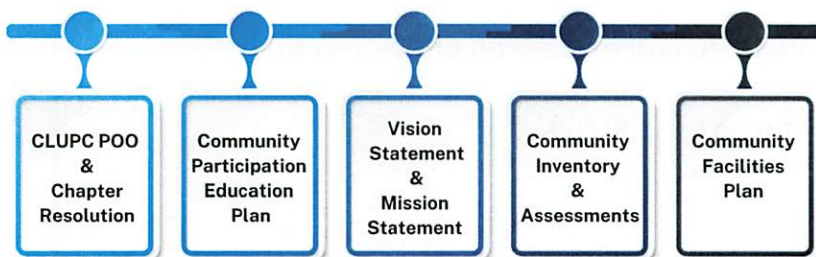 CLUPC POO
&
Chapter
Resolution
Community
Participation
Education
Plan
Vision
Statement
&
Mission
Statement
Community
Inventory
&
Assessments
Community
Facilities
Plan